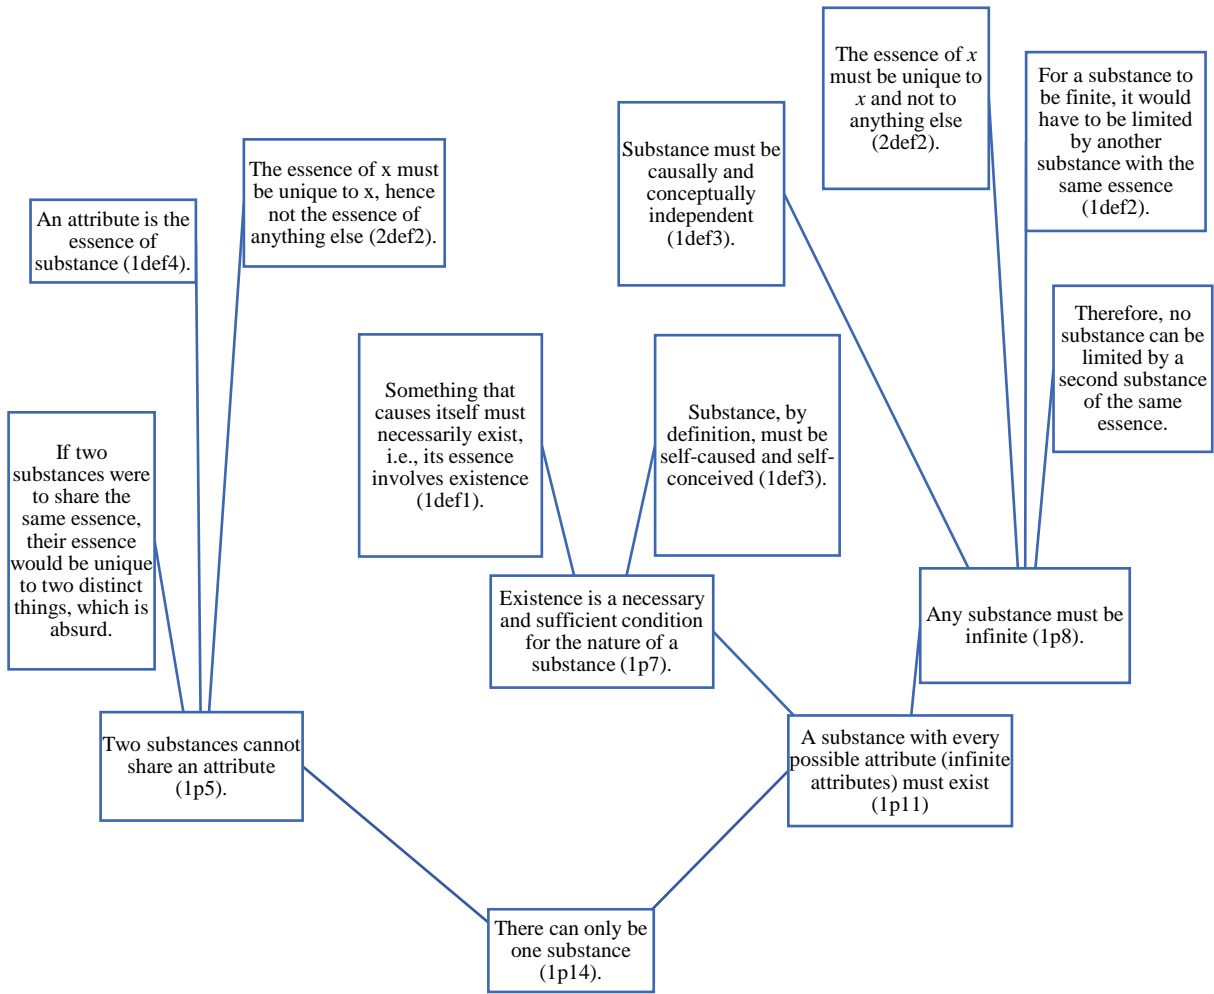 The essence of x
must be unique to
x and not to
anything else
(2def2).
For a substance to
be finite, it would
have to be limited
by another
substance with the
same essence
(1def2).
Substance must be
causally and
conceptually
independent
(1def3).
The essence of x must
be unique to x, hence
not the essence of
anything else (2def2).
An attribute is the
essence of
substance (1def4).
Therefore, no
substance can be
limited by a
second substance
of the same
essence.
Something that
causes itself must
necessarily exist,
i.e., its essence
involves existence
(1def1).
Substance, by
definition, must be
self-caused and self-
conceived (1def3).
If two
substances were
to share the
same essence,
their essence
would be unique
to two distinct
things, which is
absurd.
Existence is a necessary
and sufficient condition
for the nature of a
substance (1p7).
Any substance must be
infinite (1p8).
Two substances cannot
share an attribute
(1p5).
A substance with every
possible attribute (infinite
attributes) must exist
(1p11)
There can only be
one substance
(1p14).